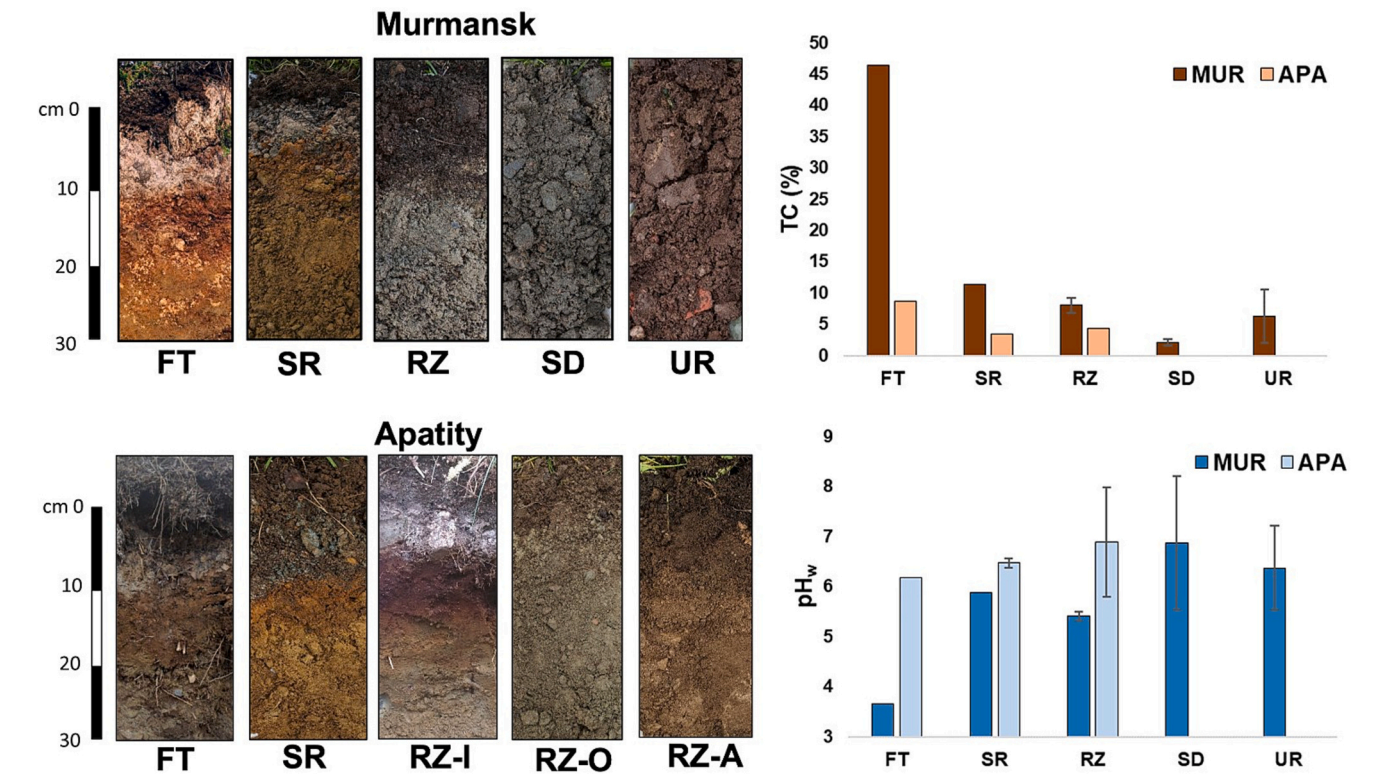 Murmansk
cm 0
10
20
30
FT SR RZ SD UR
Apatity
cm 0
10
20
30
FT SR RZ-I RZ-O RZ-A
50
45
40
35
30
25
20
15
10
5
0
TC (%)
MUR APA
FT SR RZ SD UR
9
8
7
6
5
4
3
pHw
MUR APA
FT SR RZ SD UR